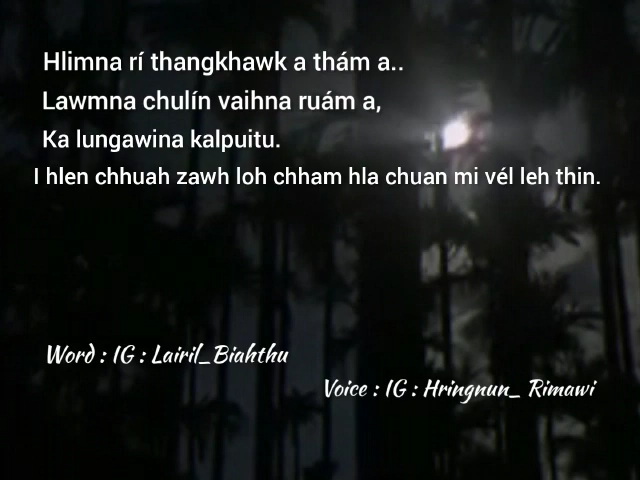 Hlimna rí thangkhawk a thám a..
Lawmna chulín vaihna ruám a,
Ka lungawina kalpuitu.
I hlen chhuah zawh loh chham hla chuan mi vél leh thin.
Word : IG : Lairil_Biahthu
Voice : IG : Hringnun_ Rimawi